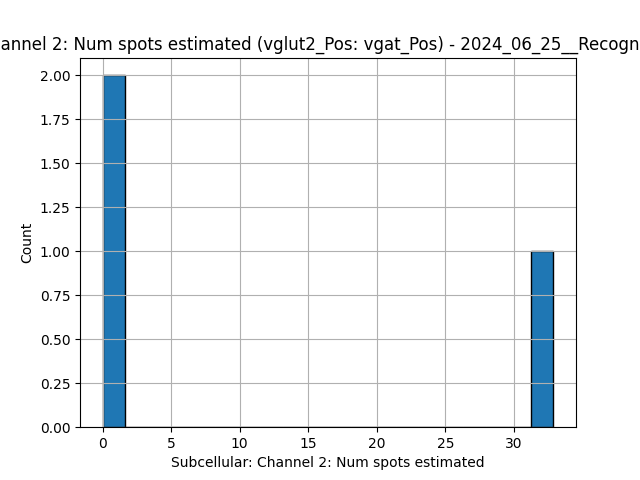 annel 2: Num spots estimated (vglut2_Pos: vgat_Pos) - 2024_06_25__Recogn
2.00
1.75
1.50
1.25
1.00
0.75
0.50
0.25
0.00
Count
0 5 10 15 20 25 30
Subcellular: Channel 2: Num spots estimated